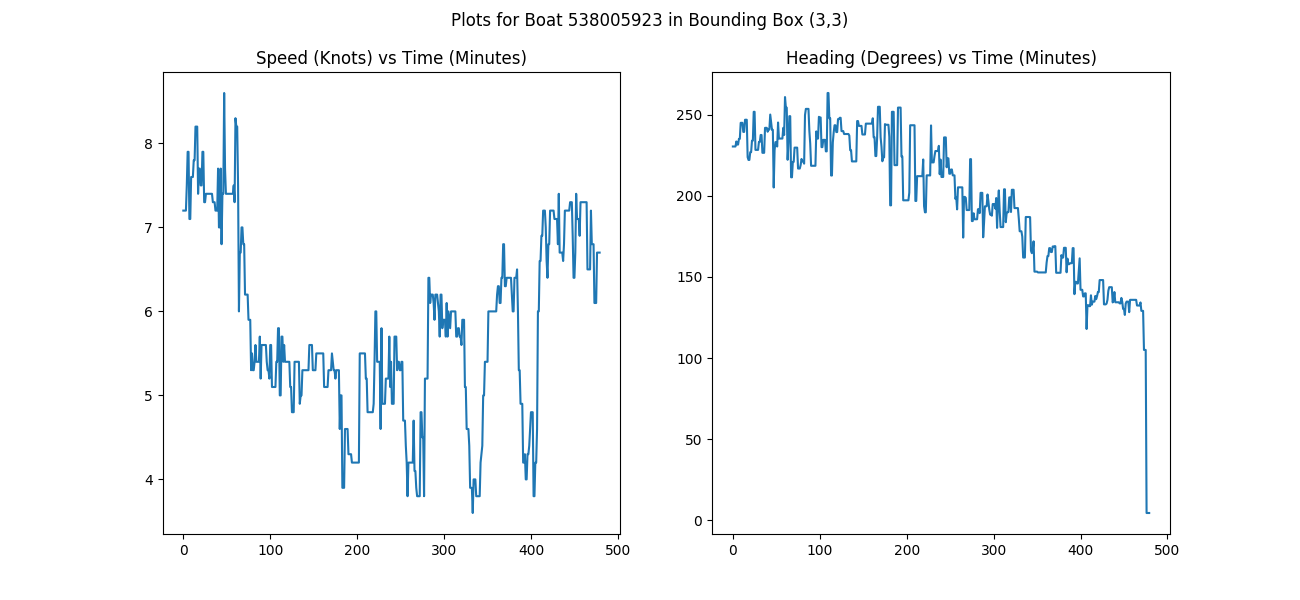 Plots for Boat 538005923 in Bounding Box (3,3)
Speed (Knots) vs Time (Minutes)
8
7
6
5
4
0 100 200 300 400 500
Heading (Degrees) vs Time (Minutes)
250
200
150
100
50
0
0 100 200 300 400 500